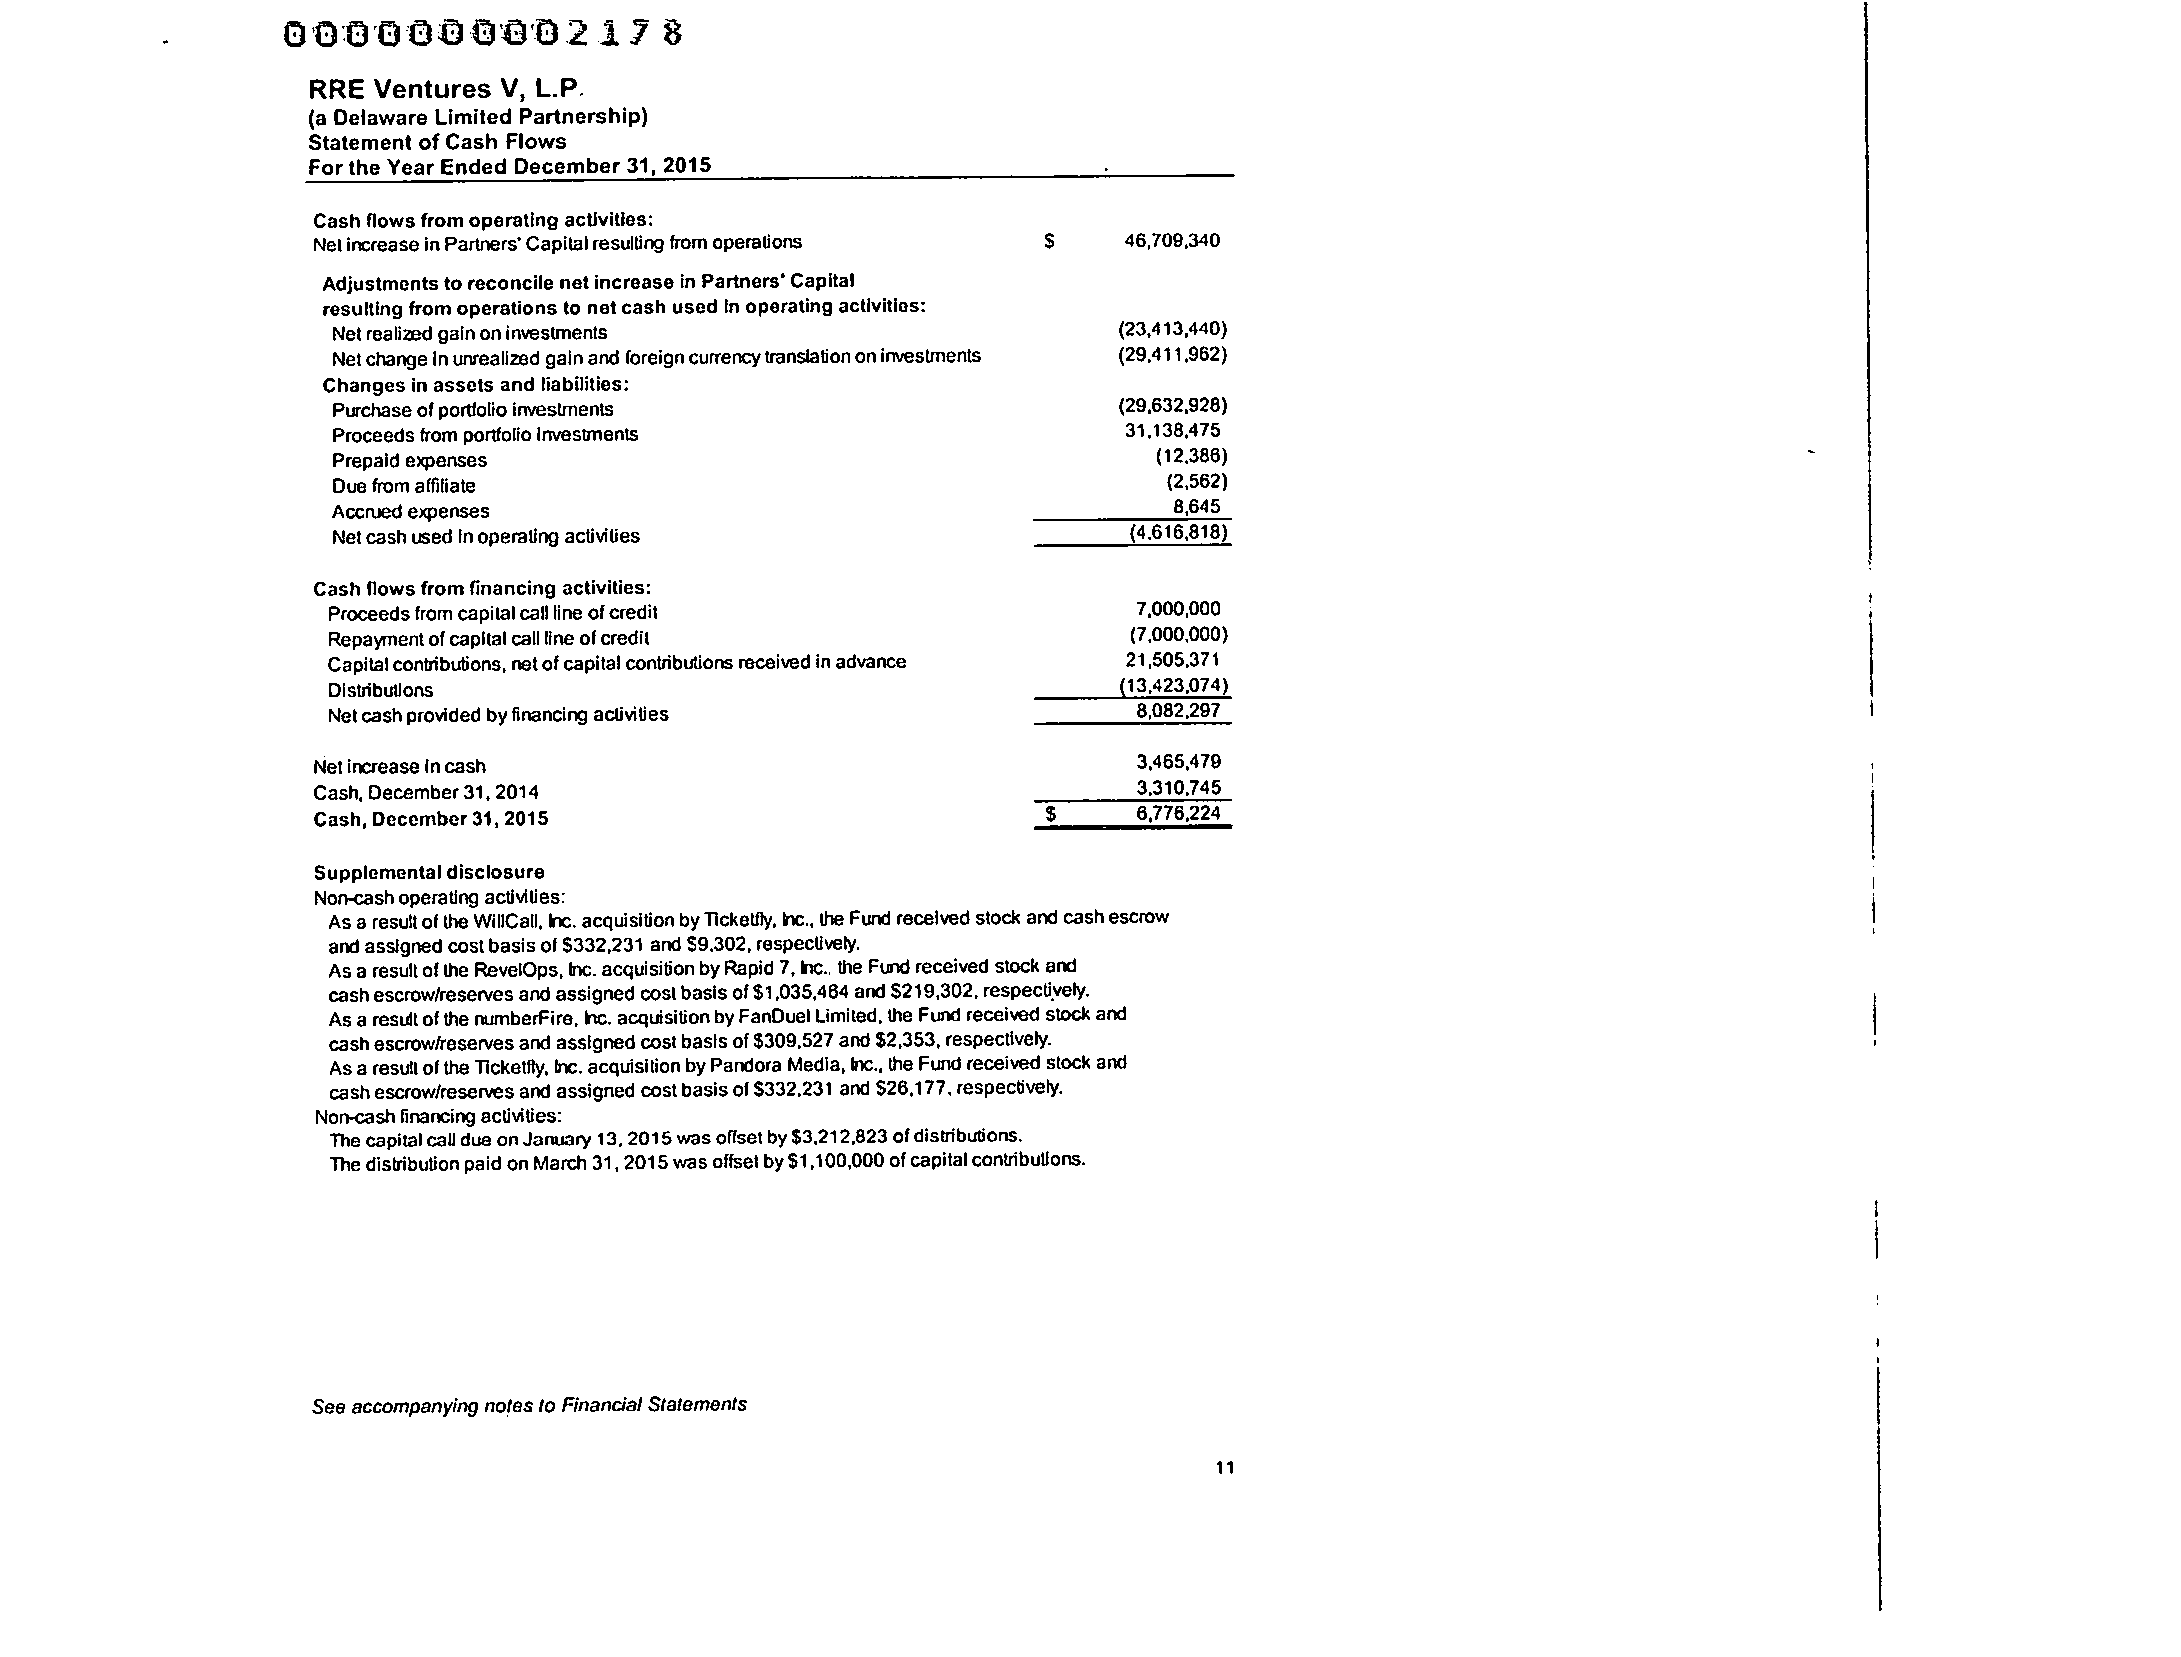 0000000002178
RRE Ventures V, L.P.
(a Delaware Limited Partnership)
Statement of Cash Flows
For the Year Ended December 31, 2015
Cash flows from operating activities:
Net increase in Partners' Capital resulting from operations $ 46,709,340
Adjustments to reconcile net increase in Partners' Capital
resulting from operations to net cash used in operating activities:
Net realized gain on investments (23,413,440)
Net change in unrealized gain and foreign currency translation on investments (29,411,962)
Changes in assets and liabilities:
Purchase of portfolio investments (29,632,928)
Proceeds from portfolio investments 31,138,475
Prepaid expenses (12,386)
Due from affiliate (2,562)
Accrued expenses 8,645
Net cash used in operating activities (4,616,818)
Cash flows from financing activities:
Proceeds from capital call line of credit 7,000,000
Repayment of capital call line of credit (7,000,000)
Capital contributions, net of capital contributions received in advance 21,505,371
Distributions (13,423,074)
Net cash provided by financing activities 8,082,297
Net increase in cash 3,465,479
Cash, December 31, 2014 3,310,745
Cash, December 31, 2015 $ 6,776,224
Supplemental disclosure
Non-cash operating activities:
As a result of the WillCall, Inc. acquisition by Ticketfly, Inc., the Fund received stock and cash escrow
and assigned cost basis of $332,231 and $9,302, respectively.
As a result of the RevelOps, Inc. acquisition by Rapid 7, Inc., the Fund received stock and
cash escrow/reserves and assigned cost basis of $1,035,464 and $219,302, respectively.
As a result of the numberFire, Inc. acquisition by FanDuel Limited, the Fund received stock and
cash escrow/reserves and assigned cost basis of $309,527 and $2,353, respectively.
As a result of the Ticketfly, Inc. acquisition by Pandora Media, Inc., the Fund received stock and
cash escrow/reserves and assigned cost basis of $332,231 and $26,177, respectively.
Non-cash financing activities:
The capital call due on January 13, 2015 was offset by $3,212,823 of distributions.
The distribution paid on March 31, 2015 was offset by $1,100,000 of capital contributions.
See accompanying notes to Financial Statements
11